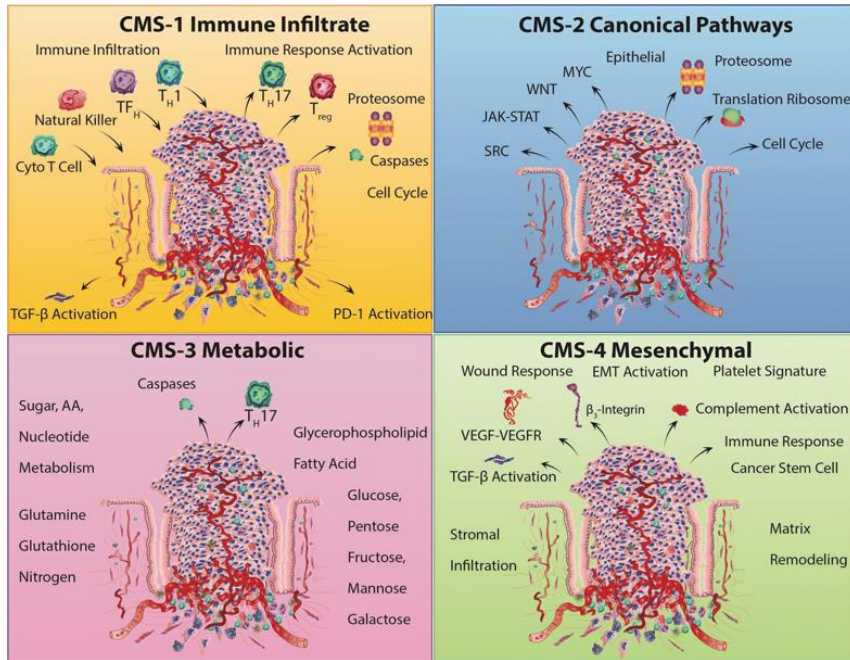 CMS-1 Immune Infiltrate
Immune Infiltration
Immune Response Activation
TH1
TFH
TH17
Treg
Natural Killer
Cyto T Cell
Proteosome
Caspases
Cell Cycle
TGF-β Activation
PD-1 Activation
CMS-2 Canonical Pathways
Epithelial
MYC
WNT
JAK-STAT
SRC
Proteosome
Translation Ribosome
Cell Cycle
CMS-3 Metabolic
Caspases
TH17
Sugar, AA,
Nucleotide
Metabolism
Glutamine
Glutathione
Nitrogen
Glycerophospholipid
Fatty Acid
Glucose,
Pentose
Fructose,
Mannose
Galactose
CMS-4 Mesenchymal
Wound Response
EMT Activation
Platelet Signature
β3-Integrin
Complement Activation
VEGF-VEGFR
Immune Response
TGF-β Activation
Cancer Stem Cell
Stromal
Infiltration
Matrix
Remodeling